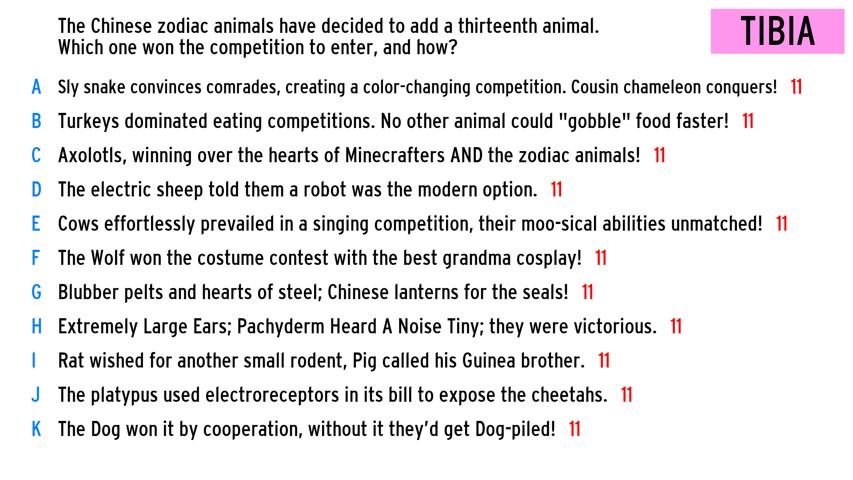 The Chinese zodiac animals have decided to add a thirteenth animal.
Which one won the competition to enter, and how?
TIBIA
A Sly snake convinces comrades, creating a color-changing competition. Cousin chameleon conquers! 11
B Turkeys dominated eating competitions. No other animal could "gobble" food faster! 11
C Axolotls, winning over the hearts of Minecrafters AND the zodiac animals! 11
D The electric sheep told them a robot was the modern option. 11
E Cows effortlessly prevailed in a singing competition, their moo-sical abilities unmatched! 11
F The Wolf won the costume contest with the best grandma cosplay! 11
G Blubber pelts and hearts of steel; Chinese lanterns for the seals! 11
H Extremely Large Ears; Pachyderm Heard A Noise Tiny; they were victorious. 11
I Rat wished for another small rodent, Pig called his Guinea brother. 11
J The platypus used electroreceptors in its bill to expose the cheetahs. 11
K The Dog won it by cooperation, without it they'd get Dog-piled! 11